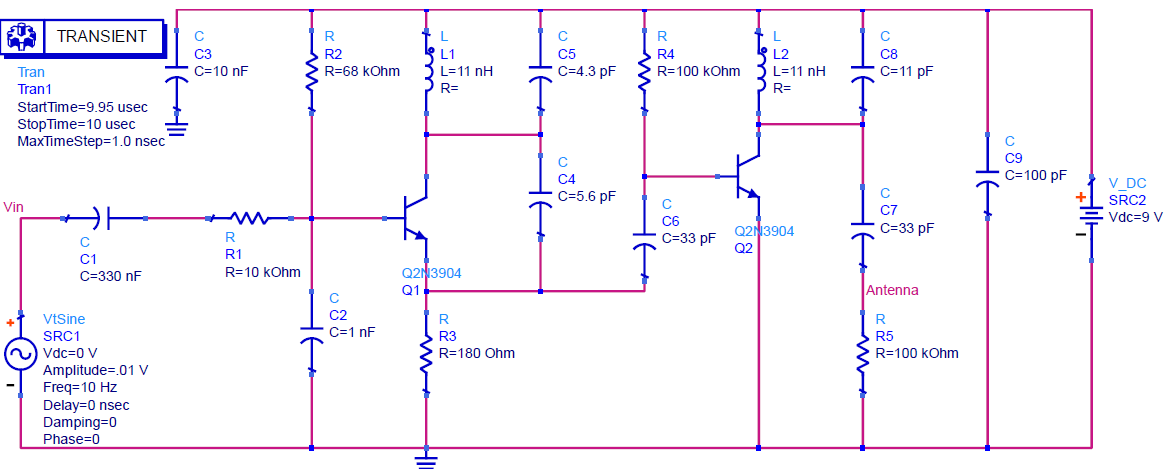 TRANSIENT
Tran
Tran1
StartTime=9.95 usec
StopTime=10 usec
MaxTimeStep=1.0 nsec
C
C3
C=10 nF
R
R2
R=68 kOhm
L
L1
L=11 nH
R=
C
C5
C=4.3 pF
R
R4
R=100 kOhm
L
L2
L=11 nH
R=
C
C8
C=11 pF
C
C4
C=5.6 pF
C
C9
C=100 pF
V_DC
SRC2
Vdc=9 V
+
−
Vin
C
C1
C=330 nF
R
R1
R=10 kOhm
Q2N3904
Q1
C
C6
C=33 pF
Q2N3904
Q2
C
C7
C=33 pF
Antenna
C
C2
C=1 nF
R
R3
R=180 Ohm
R
R5
R=100 kOhm
+
−
VtSine
SRC1
Vdc=0 V
Amplitude=.01 V
Freq=10 Hz
Delay=0 nsec
Damping=0
Phase=0